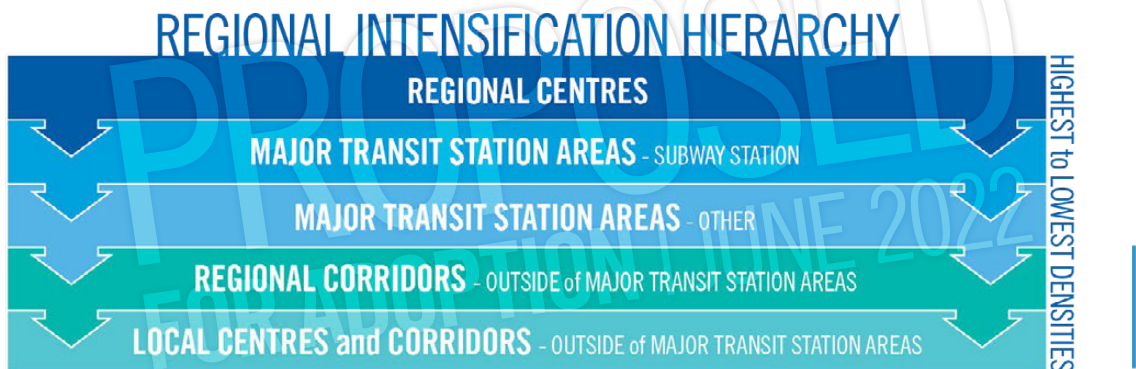 REGIONAL INTENSIFICATION HIERARCHY
REGIONAL CENTRES
MAJOR TRANSIT STATION AREAS - SUBWAY STATION
MAJOR TRANSIT STATION AREAS - OTHER
REGIONAL CORRIDORS - OUTSIDE of MAJOR TRANSIT STATION AREAS
LOCAL CENTRES and CORRIDORS - OUTSIDE of MAJOR TRANSIT STATION AREAS
HIGHEST to LOWEST DENSITIES
PROPOSED
FOR ADOPTION | JUNE 2022